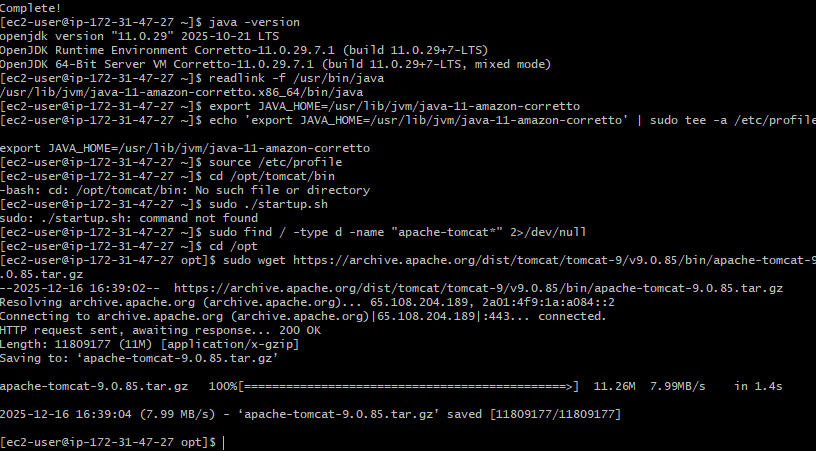 Complete!
[ec2-user@ip-172-31-47-27 ~]$ java -version
openjdk version "11.0.29" 2025-10-21 LTS
OpenJDK Runtime Environment Corretto-11.0.29.7.1 (build 11.0.29+7-LTS)
OpenJDK 64-Bit Server VM Corretto-11.0.29.7.1 (build 11.0.29+7-LTS, mixed mode)
[ec2-user@ip-172-31-47-27 ~]$ readlink -f /usr/bin/java
/usr/lib/jvm/java-11-amazon-corretto.x86_64/bin/java
[ec2-user@ip-172-31-47-27 ~]$ export JAVA_HOME=/usr/lib/jvm/java-11-amazon-corretto
[ec2-user@ip-172-31-47-27 ~]$ echo 'export JAVA_HOME=/usr/lib/jvm/java-11-amazon-corretto' | sudo tee -a /etc/profile
export JAVA_HOME=/usr/lib/jvm/java-11-amazon-corretto
[ec2-user@ip-172-31-47-27 ~]$ source /etc/profile
[ec2-user@ip-172-31-47-27 ~]$ cd /opt/tomcat/bin
-bash: cd: /opt/tomcat/bin: No such file or directory
[ec2-user@ip-172-31-47-27 ~]$ sudo ./startup.sh
sudo: ./startup.sh: command not found
[ec2-user@ip-172-31-47-27 ~]$ sudo find / -type d -name "apache-tomcat*" 2>/dev/null
[ec2-user@ip-172-31-47-27 ~]$ cd /opt
[ec2-user@ip-172-31-47-27 opt]$ sudo wget https://archive.apache.org/dist/tomcat/tomcat-9/v9.0.85/bin/apache-tomcat-9
.0.85.tar.gz
--2025-12-16 16:39:02--  https://archive.apache.org/dist/tomcat/tomcat-9/v9.0.85/bin/apache-tomcat-9.0.85.tar.gz
Resolving archive.apache.org (archive.apache.org)... 65.108.204.189, 2a01:4f9:1a:a084::2
Connecting to archive.apache.org (archive.apache.org)|65.108.204.189|:443... connected.
HTTP request sent, awaiting response... 200 OK
Length: 11809177 (11M) [application/x-gzip]
Saving to: ‘apache-tomcat-9.0.85.tar.gz’
apache-tomcat-9.0.85.tar.gz   100%[==============================================>]  11.26M  7.99MB/s    in 1.4s
2025-12-16 16:39:04 (7.99 MB/s) - ‘apache-tomcat-9.0.85.tar.gz’ saved [11809177/11809177]
[ec2-user@ip-172-31-47-27 opt]$